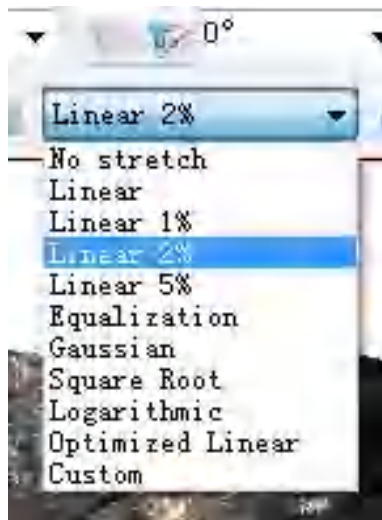 0°
Linear 2%
No stretch
Linear
Linear 1%
Linear 2%
Linear 5%
Equalization
Gaussian
Square Root
Logarithmic
Optimized Linear
Custom